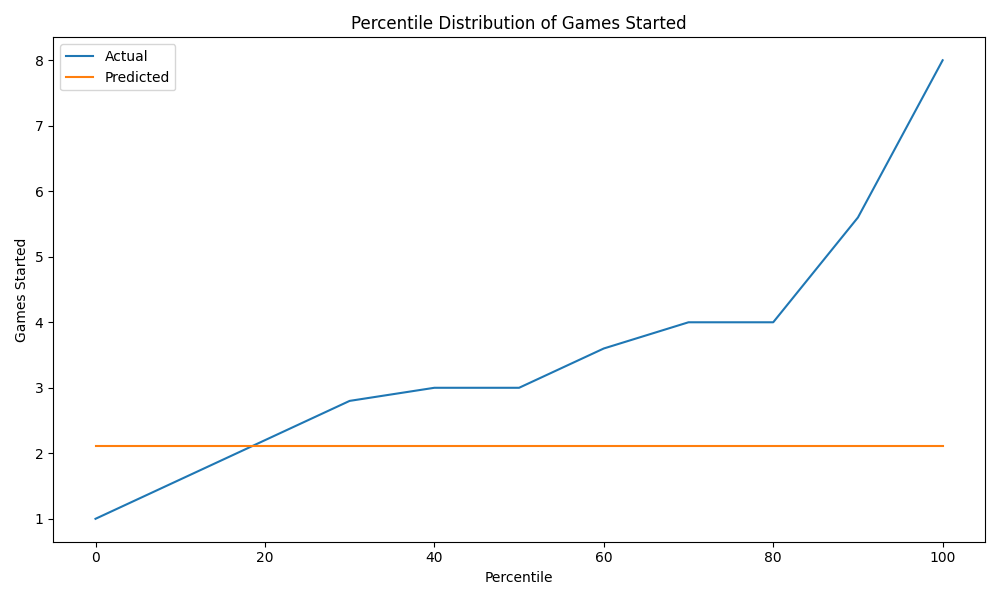 Percentile Distribution of Games Started
Actual
Predicted
8
7
6
5
4
3
2
1
Games Started
0 20 40 60 80 100
Percentile